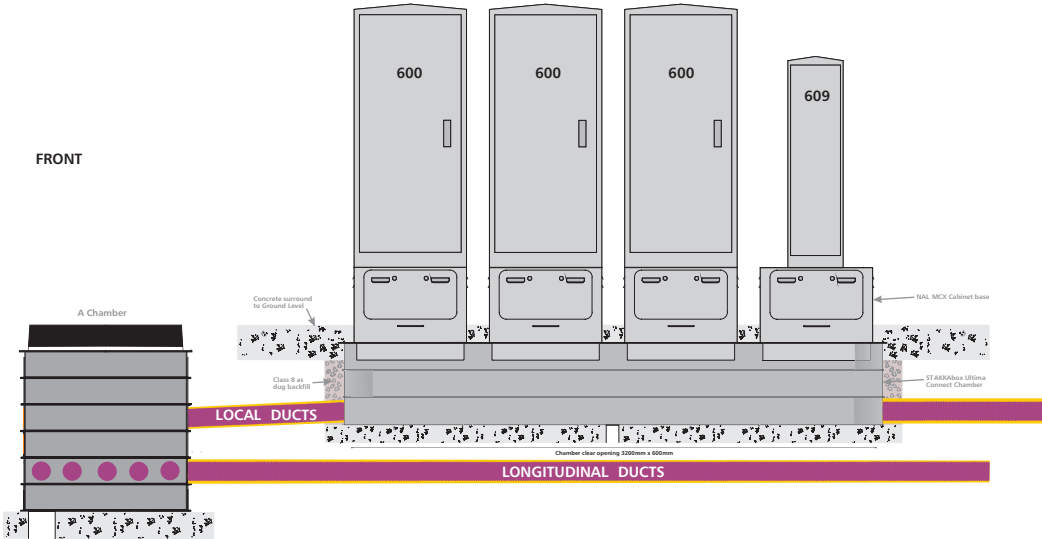 600
600
600
609
FRONT
Concrete surround
to Ground Level
NAL MCX Cabinet base
A Chamber
Class 8 as
dug backfill
STAKKAbox Ultima
Connect Chamber
LOCAL DUCTS
Chamber clear opening 3200mm x 600mm
LONGITUDINAL DUCTS